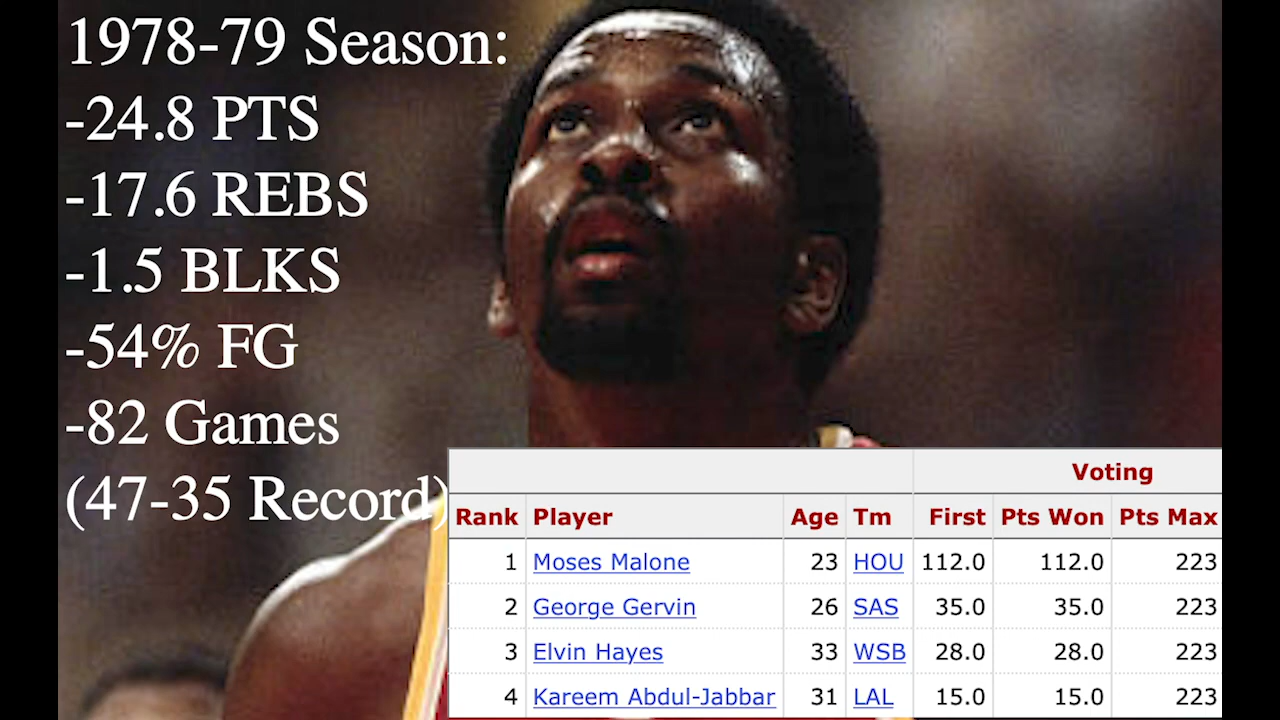 1978-79 Season:
-24.8 PTS
-17.6 REBS
-1.5 BLKS
-54% FG
-82 Games
(47-35 Record)
Voting
Rank Player Age Tm First Pts Won Pts Max
1 Moses Malone 23 HOU 112.0 112.0 223
2 George Gervin 26 SAS 35.0 35.0 223
3 Elvin Hayes 33 WSB 28.0 28.0 223
4 Kareem Abdul-Jabbar 31 LAL 15.0 15.0 223